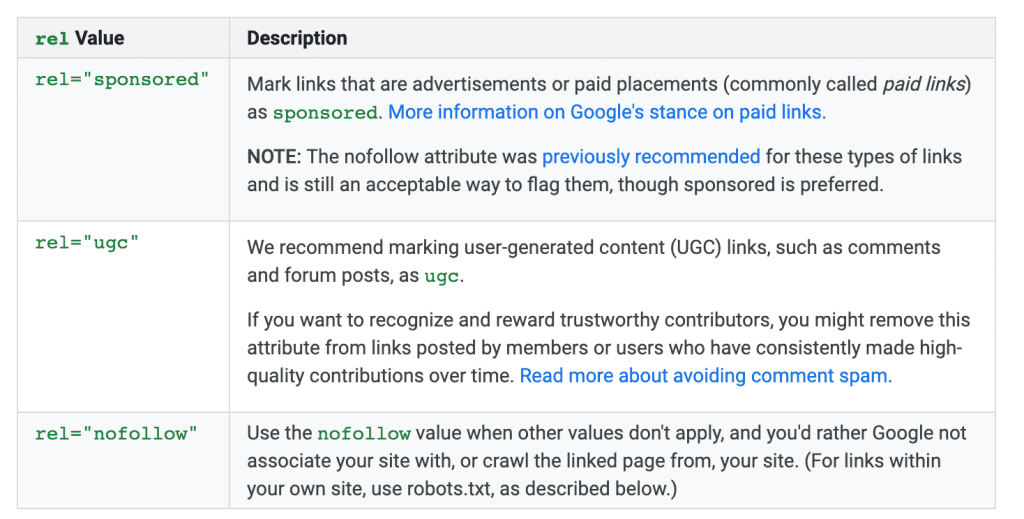 rel Value
Description
rel="sponsored"
Mark links that are advertisements or paid placements (commonly called paid links)
as sponsored. More information on Google's stance on paid links.
NOTE: The nofollow attribute was previously recommended for these types of links
and is still an acceptable way to flag them, though sponsored is preferred.
rel="ugc"
We recommend marking user-generated content (UGC) links, such as comments
and forum posts, as ugc.
If you want to recognize and reward trustworthy contributors, you might remove this
attribute from links posted by members or users who have consistently made high-
quality contributions over time. Read more about avoiding comment spam.
rel="nofollow"
Use the nofollow value when other values don't apply, and you'd rather Google not
associate your site with, or crawl the linked page from, your site. (For links within
your own site, use robots.txt, as described below.)